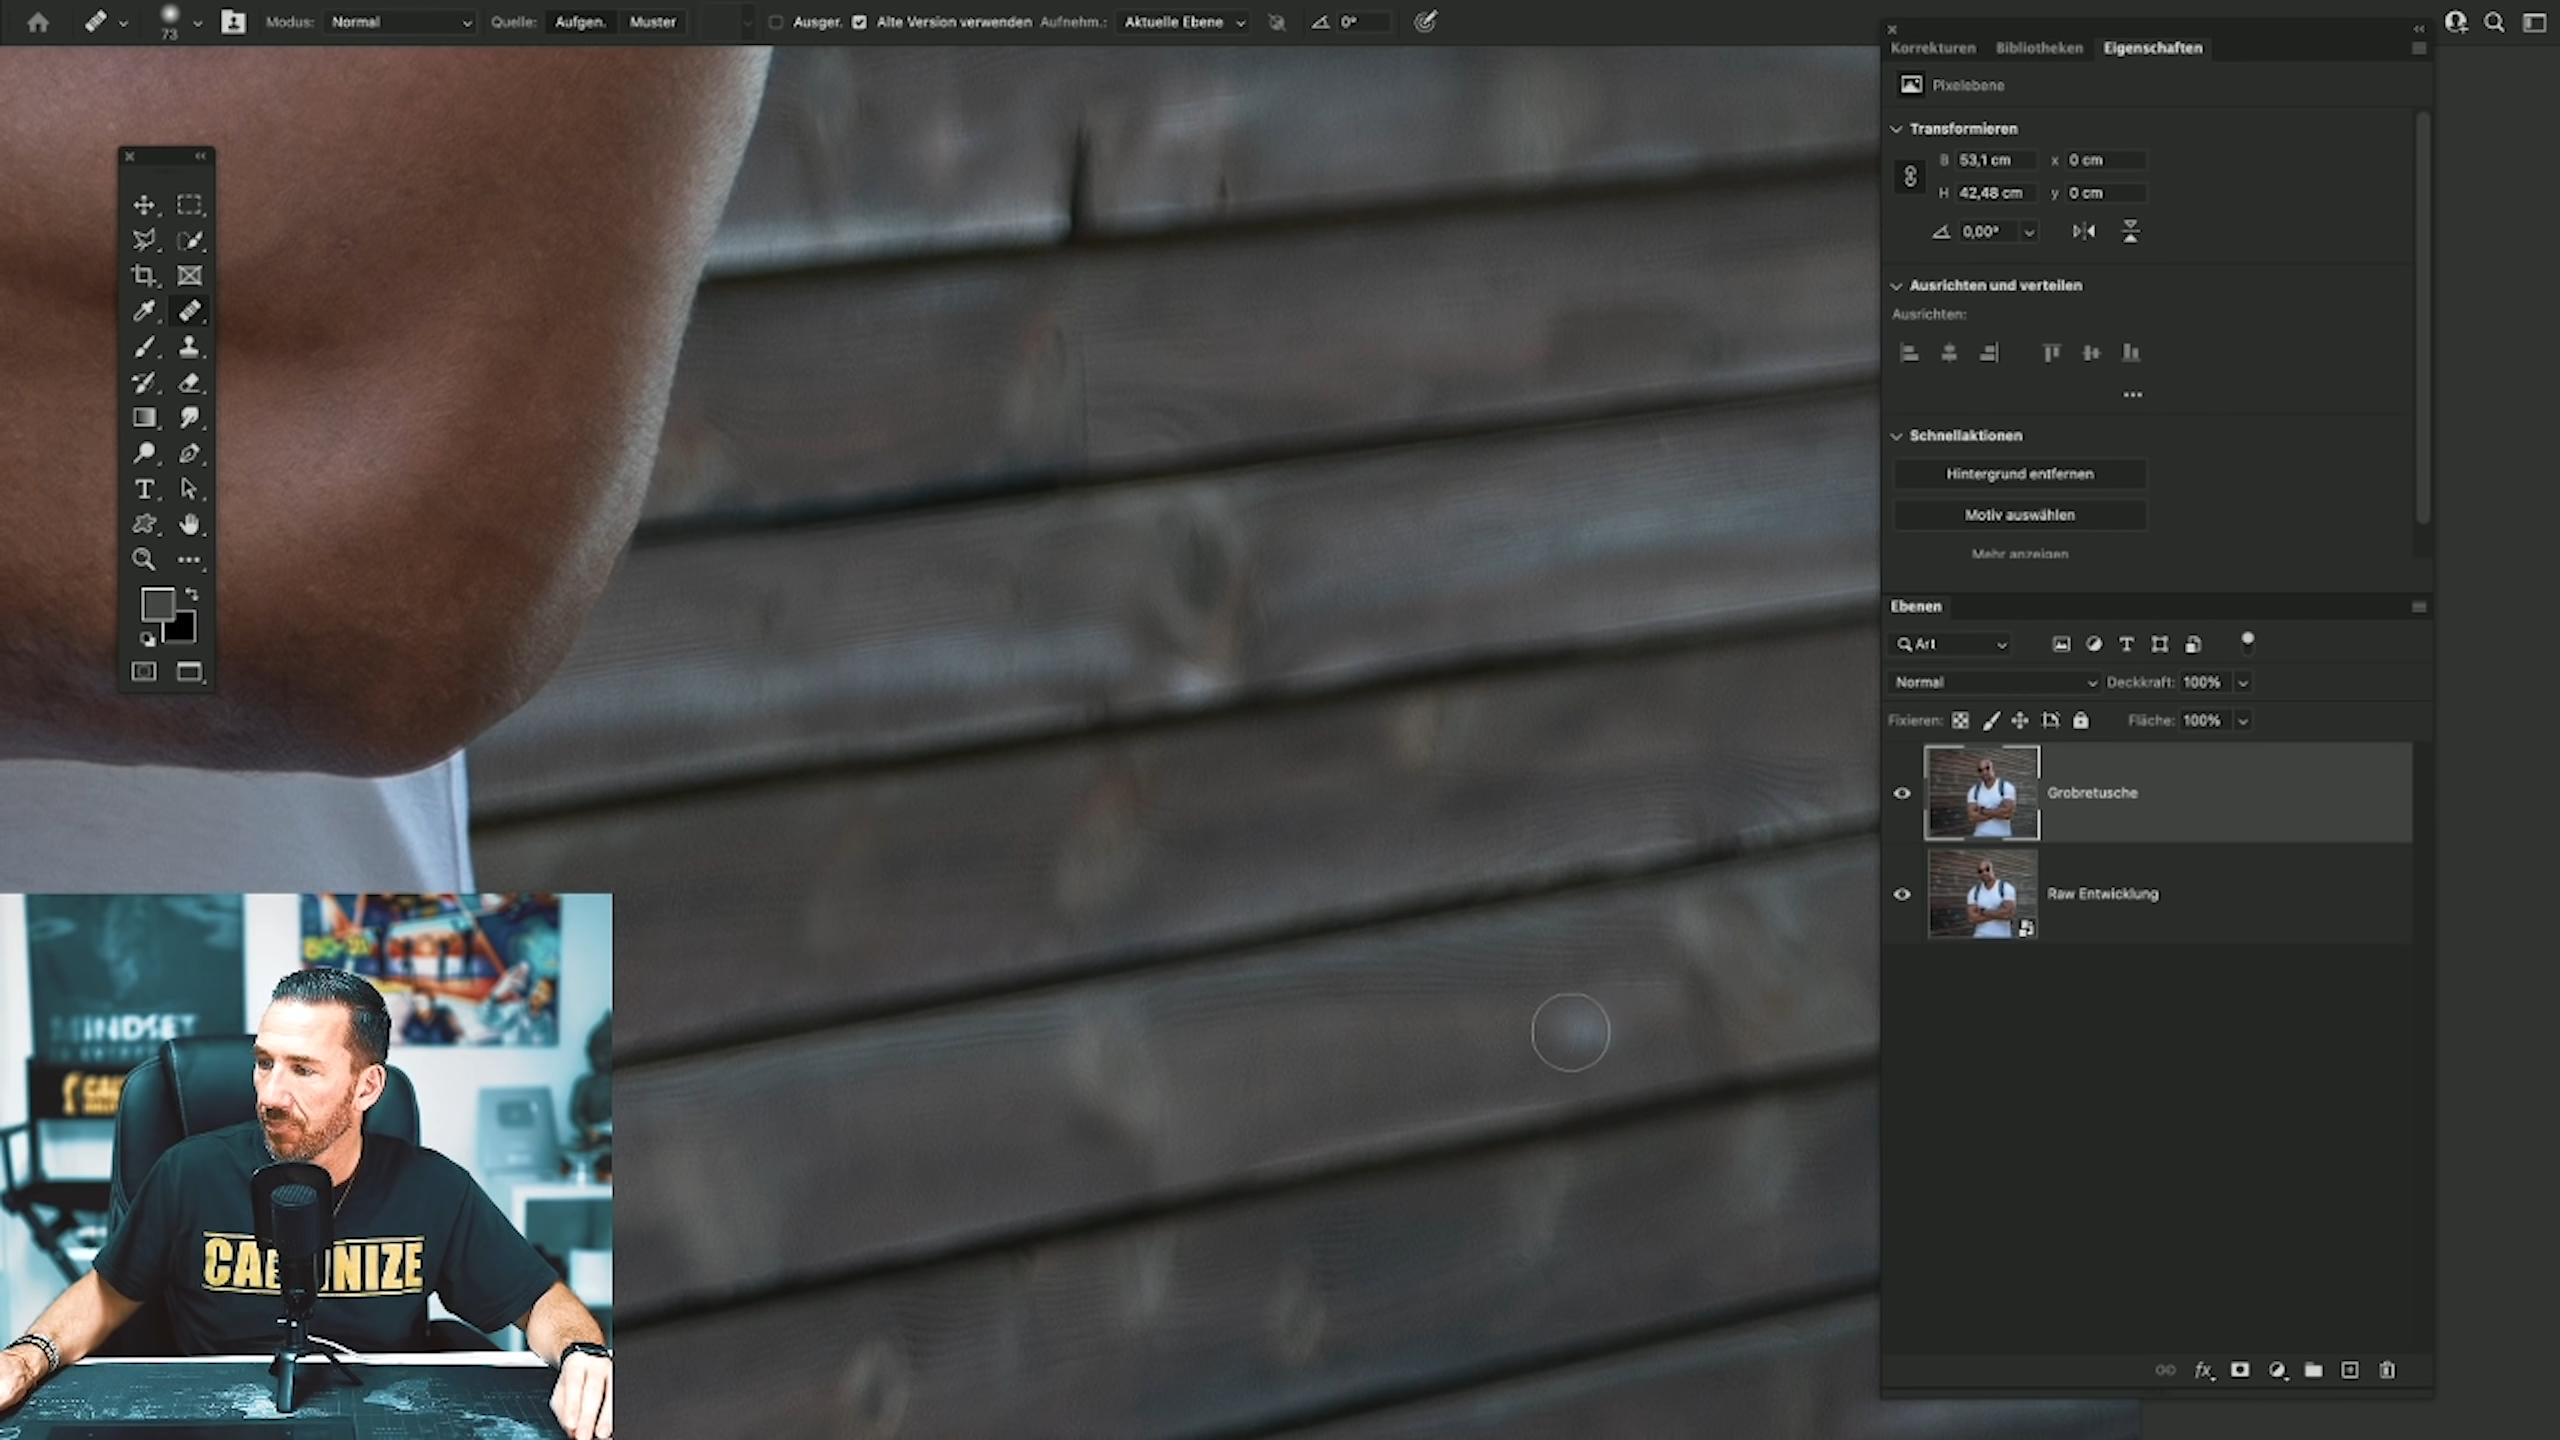 73
Modus: Normal
Quelle: Aufgen. Muster
Ausger. Alte Version verwenden Aufnehm.: Aktuelle Ebene
0°
Korrekturen Bibliotheken Eigenschaften
Pixelebene
Transformieren
B 53,1 cm x 0 cm
H 42,48 cm y 0 cm
0,00°
Ausrichten und verteilen
Ausrichten:
Schnellaktionen
Hintergrund entfernen
Motiv auswählen
Mehr anzeigen
Ebenen
Art
Normal Deckkraft: 100%
Fixieren: Fläche: 100%
Grobretusche
Raw Entwicklung
fx
MINDSET